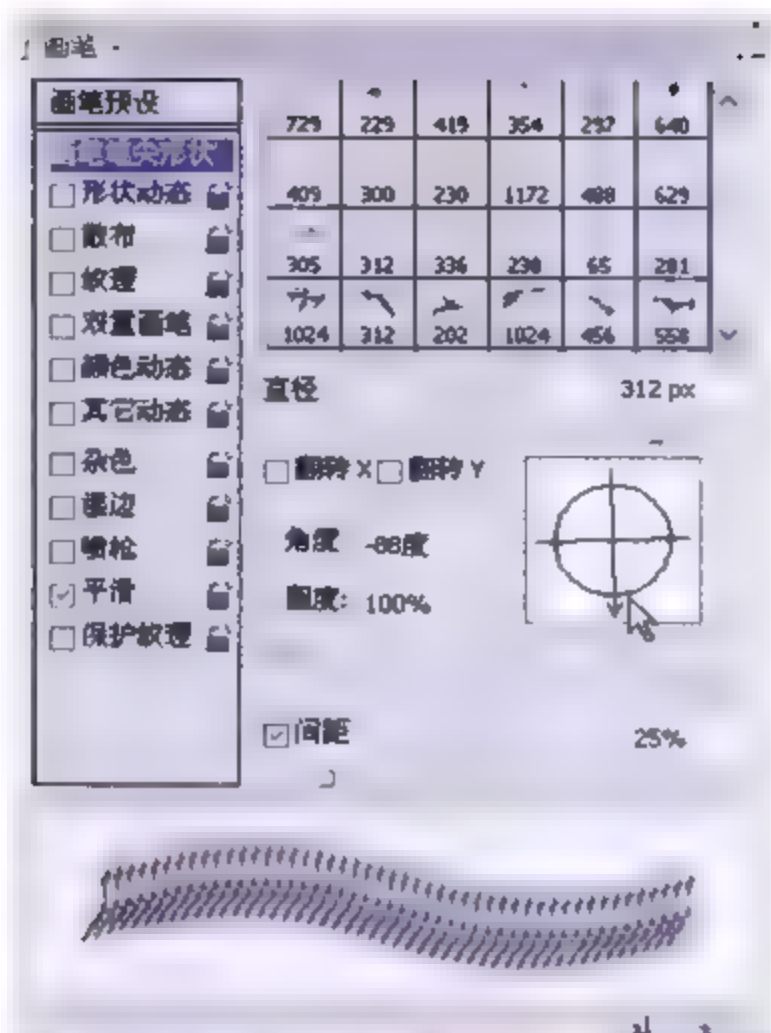 画笔
画笔预设
画笔笔尖形状
形状动态
散布
纹理
双重画笔
颜色动态
其它动态
杂色
湿边
喷枪
平滑
保护纹理
729 229 419 354 297 640
409 300 230 1172 488 629
305 312 336 230 65 281
1024 312 202 1024 456 558
直径 312 px
翻转 X 翻转 Y
角度 -88度
圆度: 100%
间距 25%